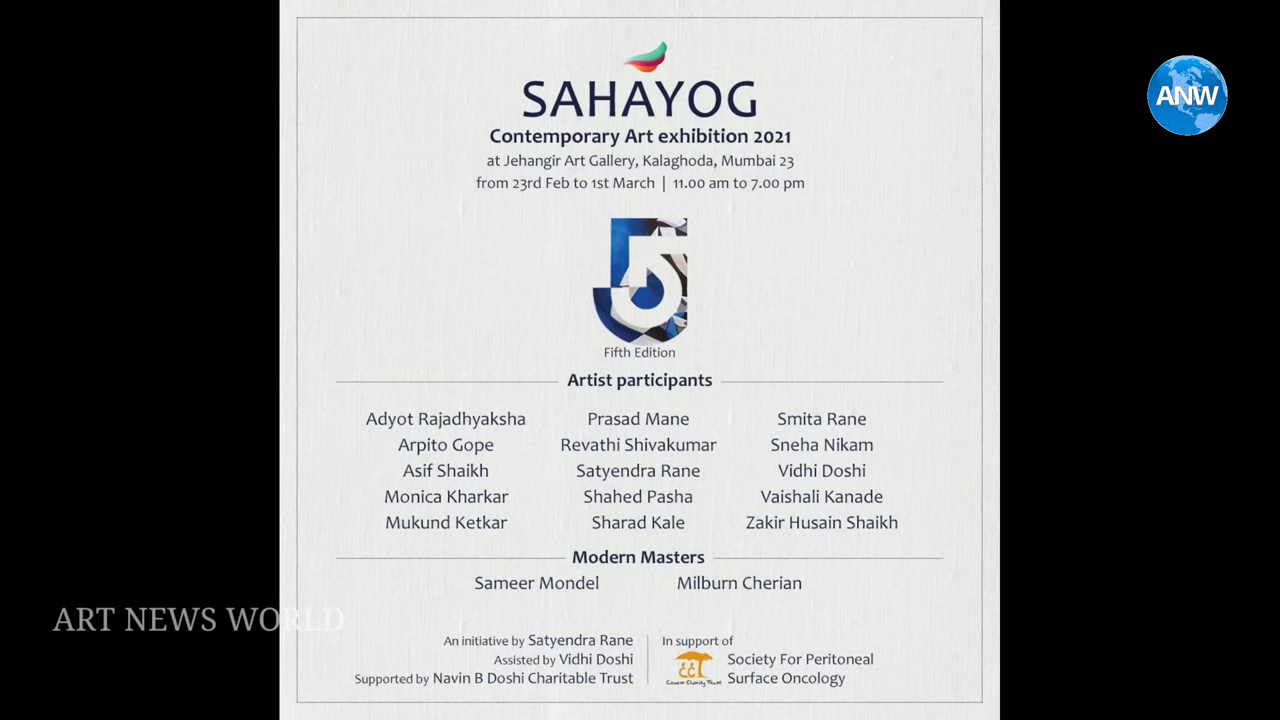 SAHAYOG
Contemporary Art exhibition 2021
at Jehangir Art Gallery, Kalaghoda, Mumbai 23
from 23rd Feb to 1st March | 11.00 am to 7.00 pm
ANW
5
Fifth Edition
Artist participants
Adyot Rajadhyaksha Prasad Mane Smita Rane
Arpito Gope Revathi Shivakumar Sneha Nikam
Asif Shaikh Satyendra Rane Vidhi Doshi
Monica Kharkar Shahed Pasha Vaishali Kanade
Mukund Ketkar Sharad Kale Zakir Husain Shaikh
Modern Masters
Sameer Mondel Milburn Cherian
ART NEWS WORLD
An initiative by Satyendra Rane
Assisted by Vidhi Doshi
Supported by Navin B Doshi Charitable Trust
In support of
CCT
Cancer Charity Trust
Society For Peritoneal
Surface Oncology